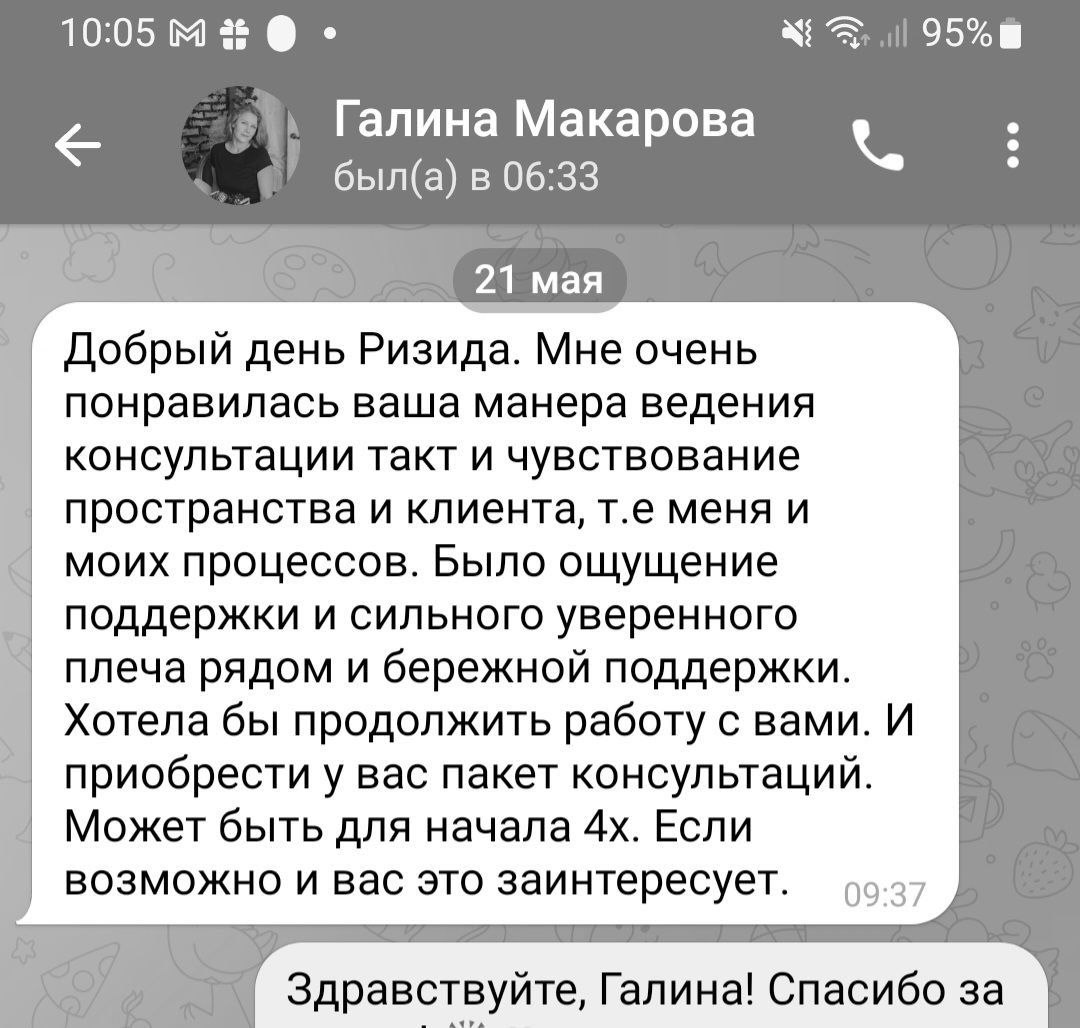 10:05
95%
Галина Макарова
был(а) в 06:33
21 мая
Добрый день Ризида. Мне очень
понравилась ваша манера ведения
консультации такт и чувствование
пространства и клиента, т.е меня и
моих процессов. Было ощущение
поддержки и сильного уверенного
плеча рядом и бережной поддержки.
Хотела бы продолжить работу с вами. И
приобрести у вас пакет консультаций.
Может быть для начала 4х. Если
возможно и вас это заинтересует.
09:37
Здравствуйте, Галина! Спасибо за